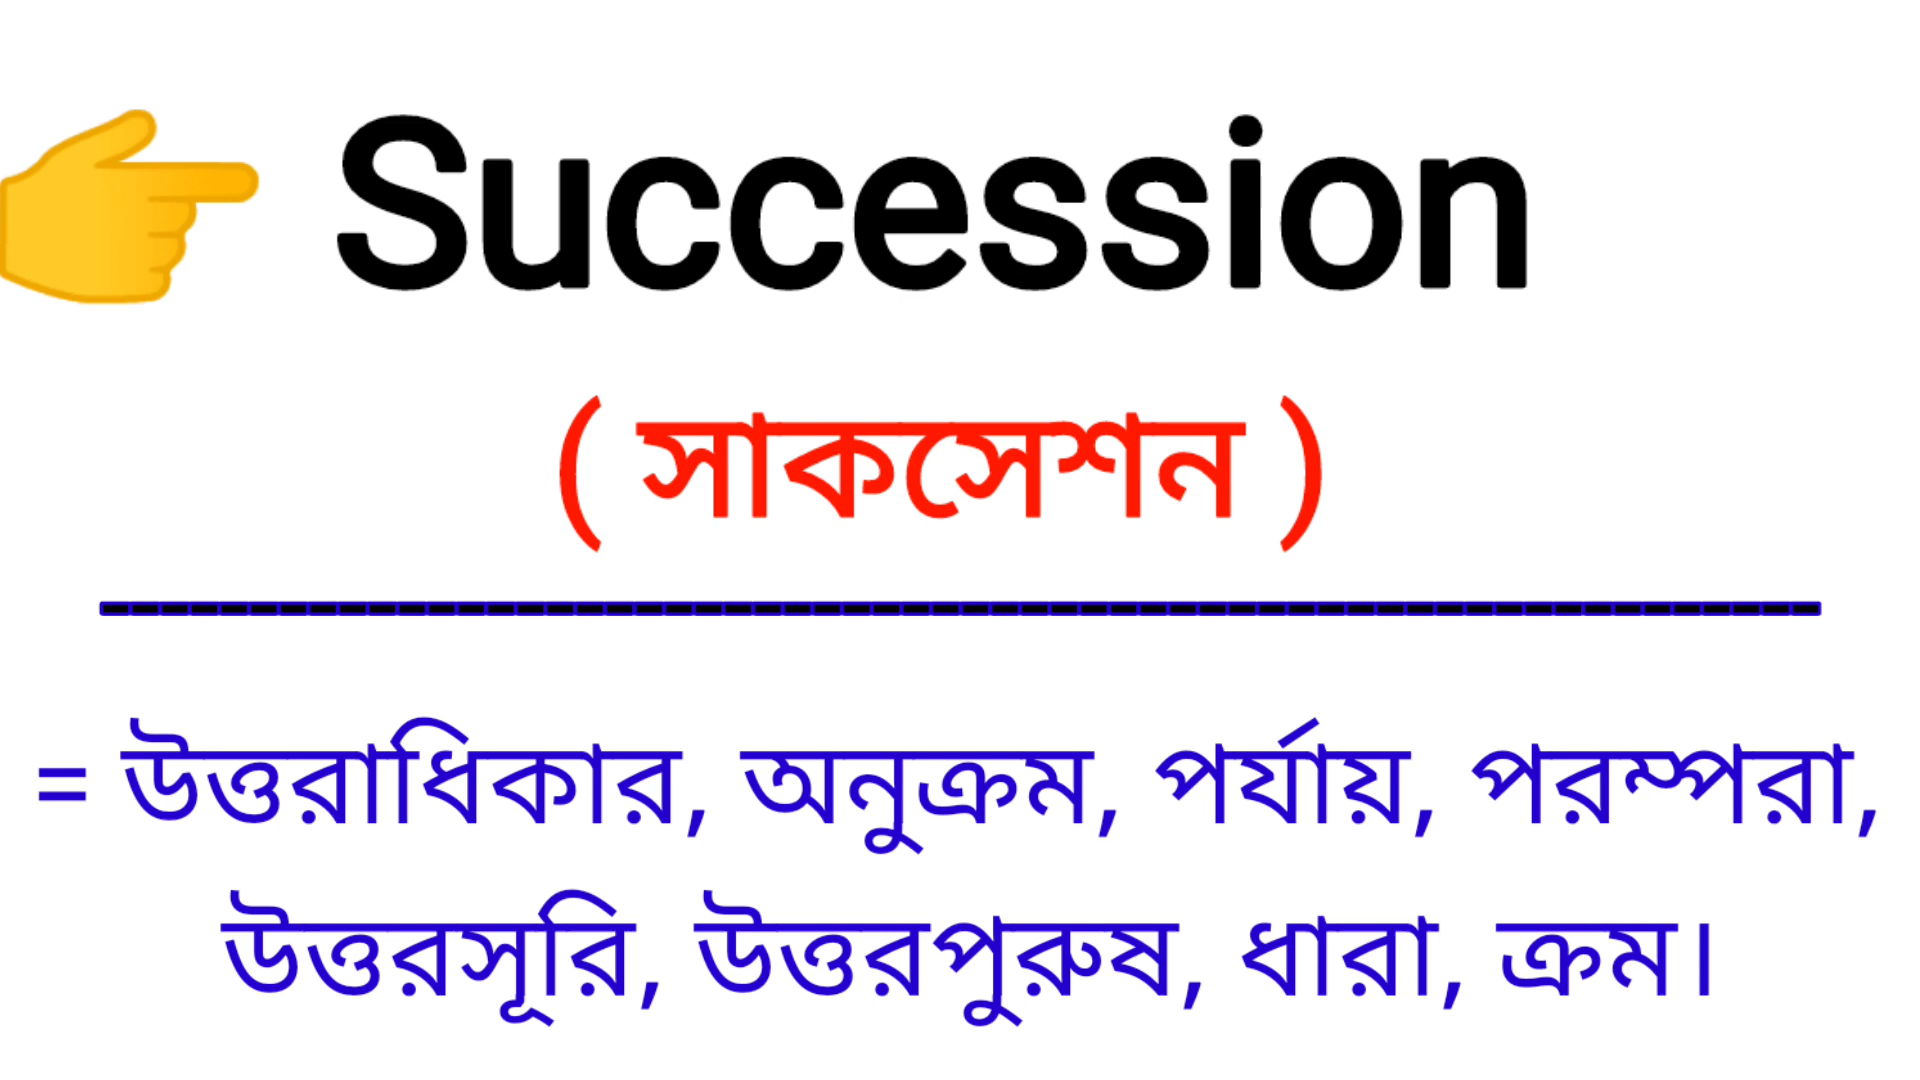 👉 Succession
( সাকসেশন )
----------------------------------------------------------
= উত্তরাধিকার, অনুক্রম, পর্যায়, পরম্পরা,
উত্তরসূরি, উত্তরপুরুষ, ধারা, ক্রম।